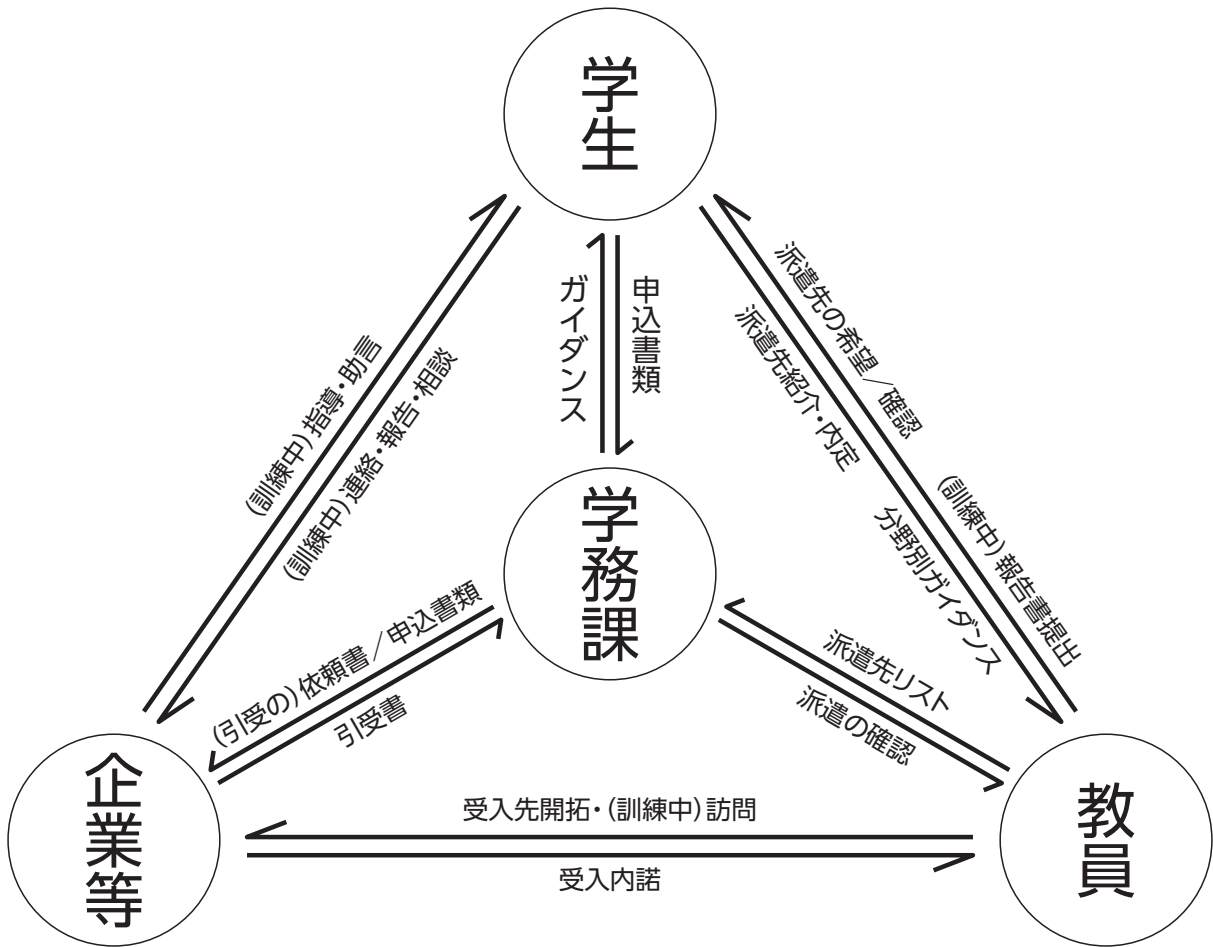 学生
ガイダンス
申込書類
派遣先の希望／確認
派遣先紹介・内定
(訓練中)指導・助言
(訓練中)連絡・報告・相談
(訓練中)報告書提出
分野別ガイダンス
学務課
(引受の)依頼書／申込書類
引受書
派遣先リスト
派遣の確認
企業等
教員
受入先開拓・(訓練中)訪問
受入内諾